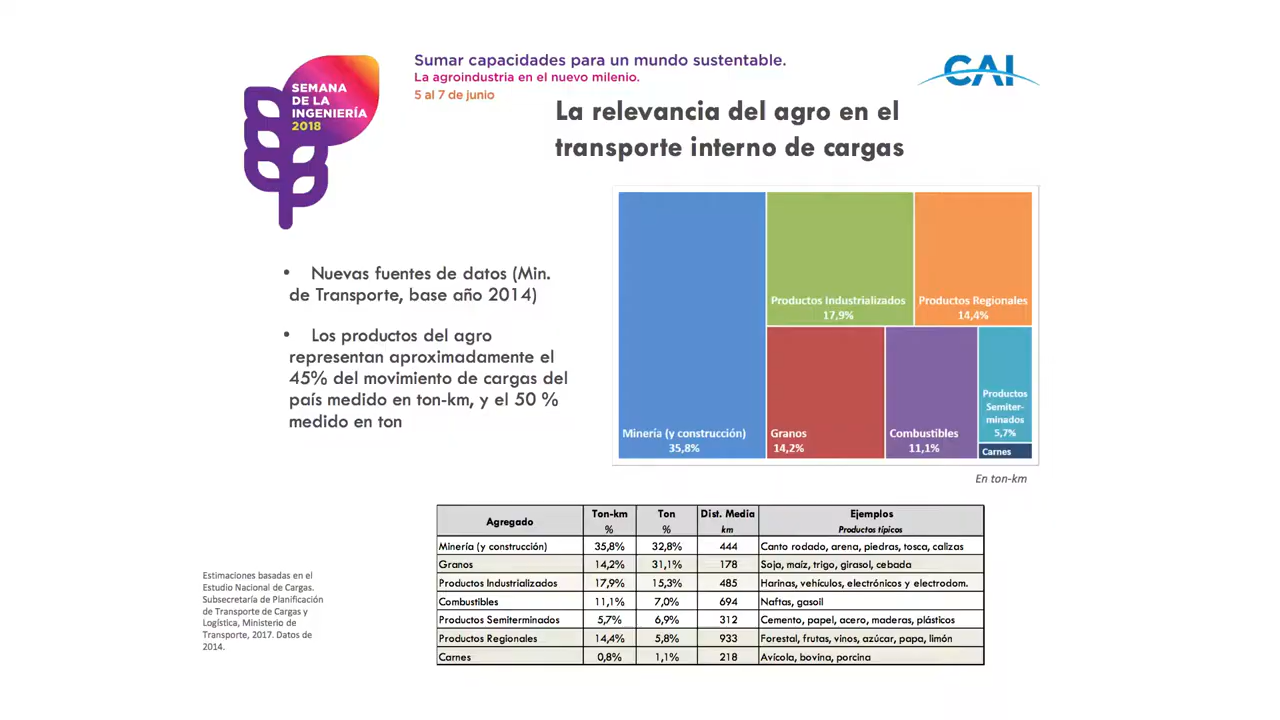 SEMANA
DE LA
INGENIERÍA
2018
Sumar capacidades para un mundo sustentable.
La agroindustria en el nuevo milenio.
5 al 7 de junio
CAI
La relevancia del agro en el
transporte interno de cargas
• Nuevas fuentes de datos (Min.
de Transporte, base año 2014)
• Los productos del agro
representan aproximadamente el
45% del movimiento de cargas del
país medido en ton-km, y el 50 %
medido en ton
Minería (y construcción)
35,8%
Productos Industrializados
17,9%
Productos Regionales
14,4%
Granos
14,2%
Combustibles
11,1%
Productos
Semiter-
minados
5,7%
Carnes
En ton-km
Agregado Ton-km % Ton % Dist. Media km Ejemplos Productos típicos
Minería (y construcción) 35,8% 32,8% 444 Canto rodado, arena, piedras, tosca, calizas
Granos 14,2% 31,1% 178 Soja, maíz, trigo, girasol, cebada
Productos Industrializados 17,9% 15,3% 485 Harinas, vehículos, electrónicos y electrodom.
Combustibles 11,1% 7,0% 694 Naftas, gasoil
Productos Semiterminados 5,7% 6,9% 312 Cemento, papel, acero, maderas, plásticos
Productos Regionales 14,4% 5,8% 933 Forestal, frutas, vinos, azúcar, papa, limón
Carnes 0,8% 1,1% 218 Avícola, bovina, porcina
Estimaciones basadas en el
Estudio Nacional de Cargas.
Subsecretaría de Planificación
de Transporte de Cargas y
Logística, Ministerio de
Transporte, 2017. Datos de
2014.